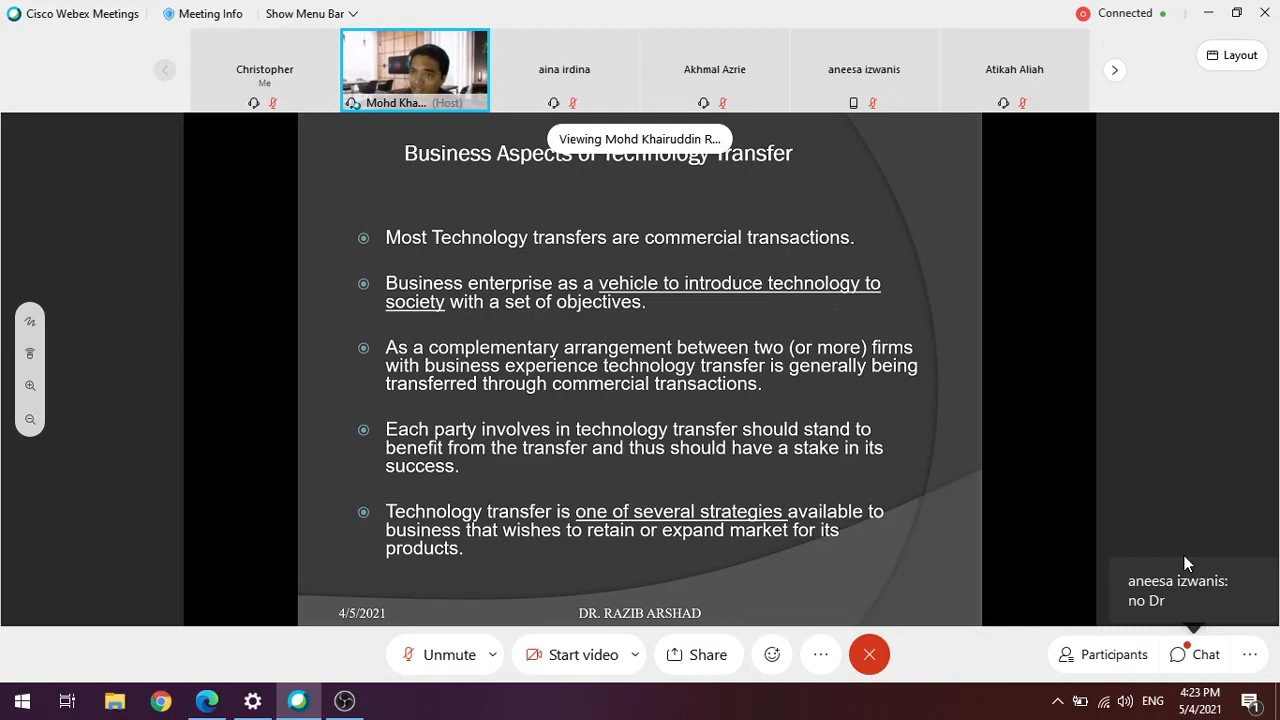 Cisco Webex Meetings Meeting Info Show Menu Bar Connected
Christopher
Me
Mohd Kha... (Host)
aina irdina
Akhmal Azrie
aneesa izwanis
Atikah Aliah
Layout
Viewing Mohd Khairuddin R...
Business Aspects of Technology Transfer
Most Technology transfers are commercial transactions.
Business enterprise as a vehicle to introduce technology to
society with a set of objectives.
As a complementary arrangement between two (or more) firms
with business experience technology transfer is generally being
transferred through commercial transactions.
Each party involves in technology transfer should stand to
benefit from the transfer and thus should have a stake in its
success.
Technology transfer is one of several strategies available to
business that wishes to retain or expand market for its
products.
4/5/2021 DR. RAZIB ARSHAD
aneesa izwanis:
no Dr
Unmute Start video Share Participants Chat
ENG
4:23 PM
5/4/2021
1